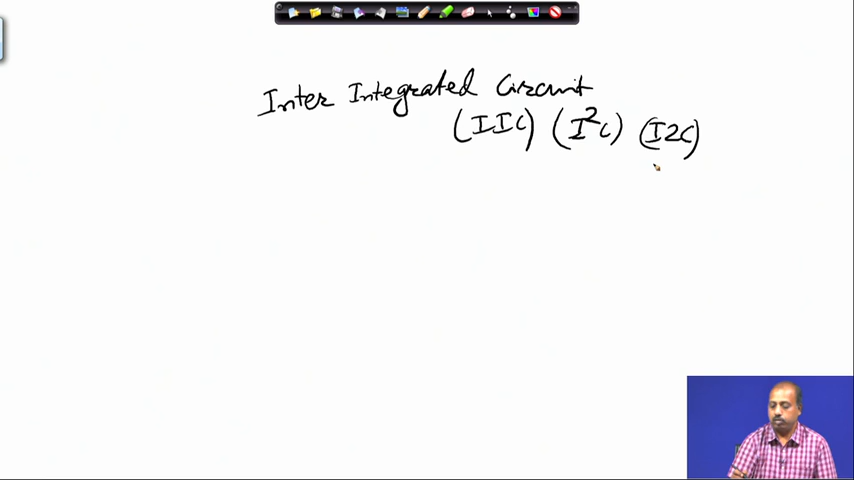 Inter Integrated Circuit
(IIC) (I²C) (I2C)